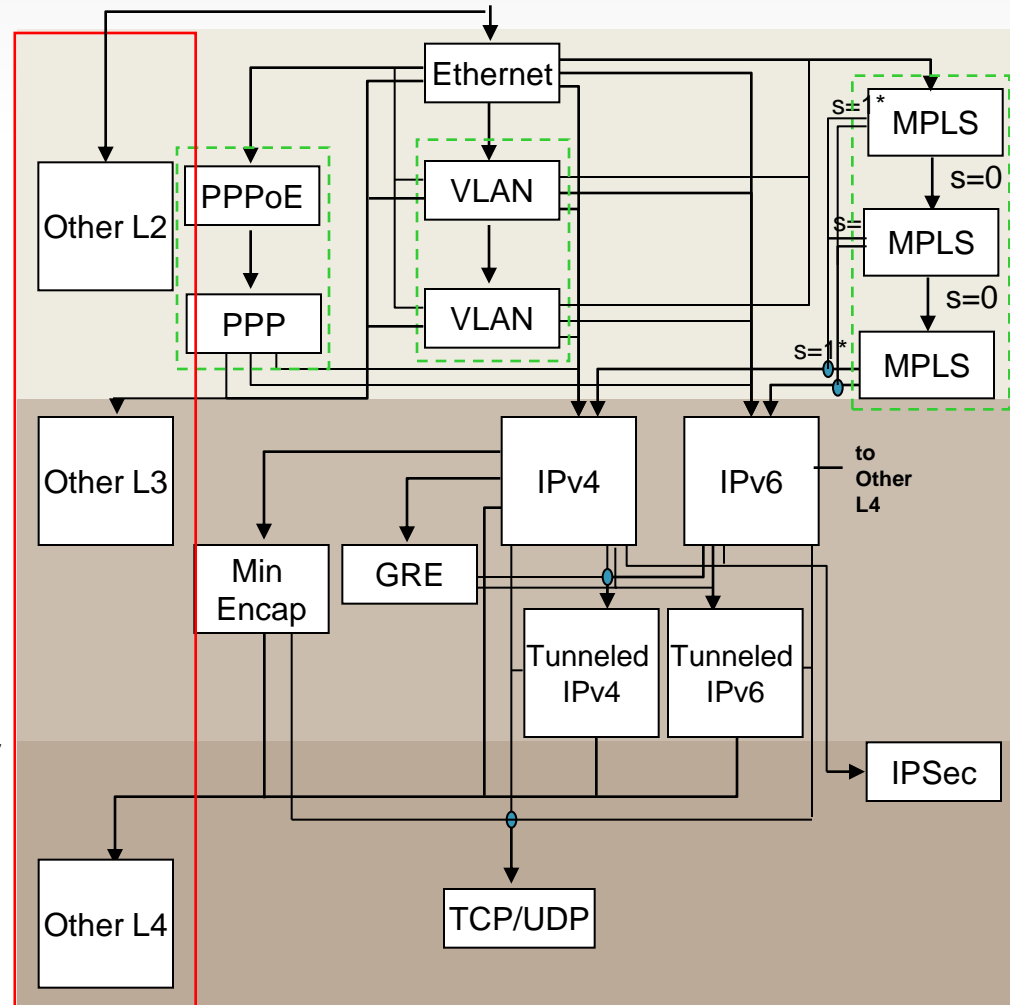 Ethernet
s=1*
MPLS
s=0
Other L2
PPPoE
VLAN
s=
MPLS
s=0
PPP
VLAN
s=1*
MPLS
Other L3
IPv4
IPv6
to
Other
L4
Min
Encap
GRE
Tunneled
IPv4
Tunneled
IPv6
IPSec
Other L4
TCP/UDP